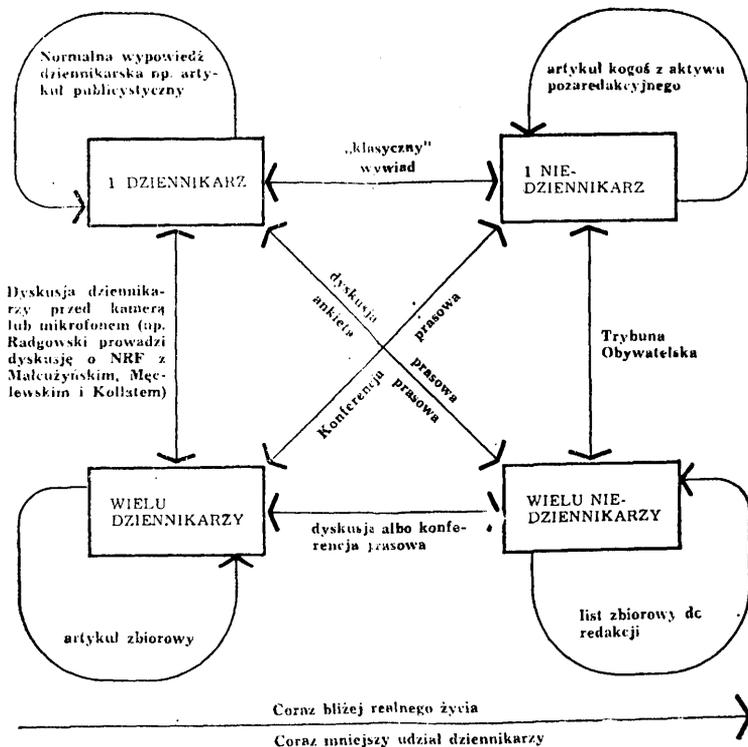 Normalna wypowiedź
dziennikarska np. arty-
kuł publicystyczny
artykuł kogoś z aktywu
pozaredakcyjnego
1 DZIENNIKARZ
„klasyczny"
wywiad
1 NIE-
DZIENNIKARZ
Dyskusja dziennika-
rzy przed kamerą
lub mikrofonem (np.
Radgowski prowadzi
dyskusję o NRF z
Małcużyńskim, Męc-
lewskim i Kollatem)
dyskusja
ankieta
prasowa
Konferencja
prasowa
prasowa
Trybuna
Obywatelska
WIELU
DZIENNIKARZY
dyskusja albo konfe-
rencja prasowa
WIELU NIE-
DZIENNIKARZY
artykuł zbiorowy
list zbiorowy dc
redakcji
Coraz bliżej realnego życia
Coraz mniejszy udział dziennikarzy